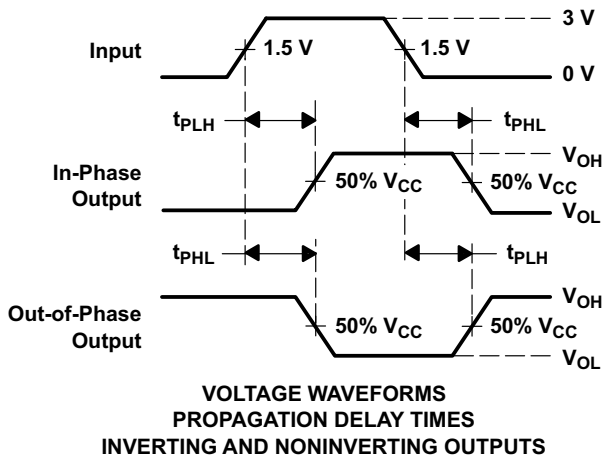 3 V
Input
1.5 V
1.5 V
0 V
tPLH
tPHL
VOH
In-Phase
Output
50% VCC
50% VCC
VOL
tPHL
tPLH
VOH
Out-of-Phase
Output
50% VCC
50% VCC
VOL
VOLTAGE WAVEFORMS
PROPAGATION DELAY TIMES
INVERTING AND NONINVERTING OUTPUTS